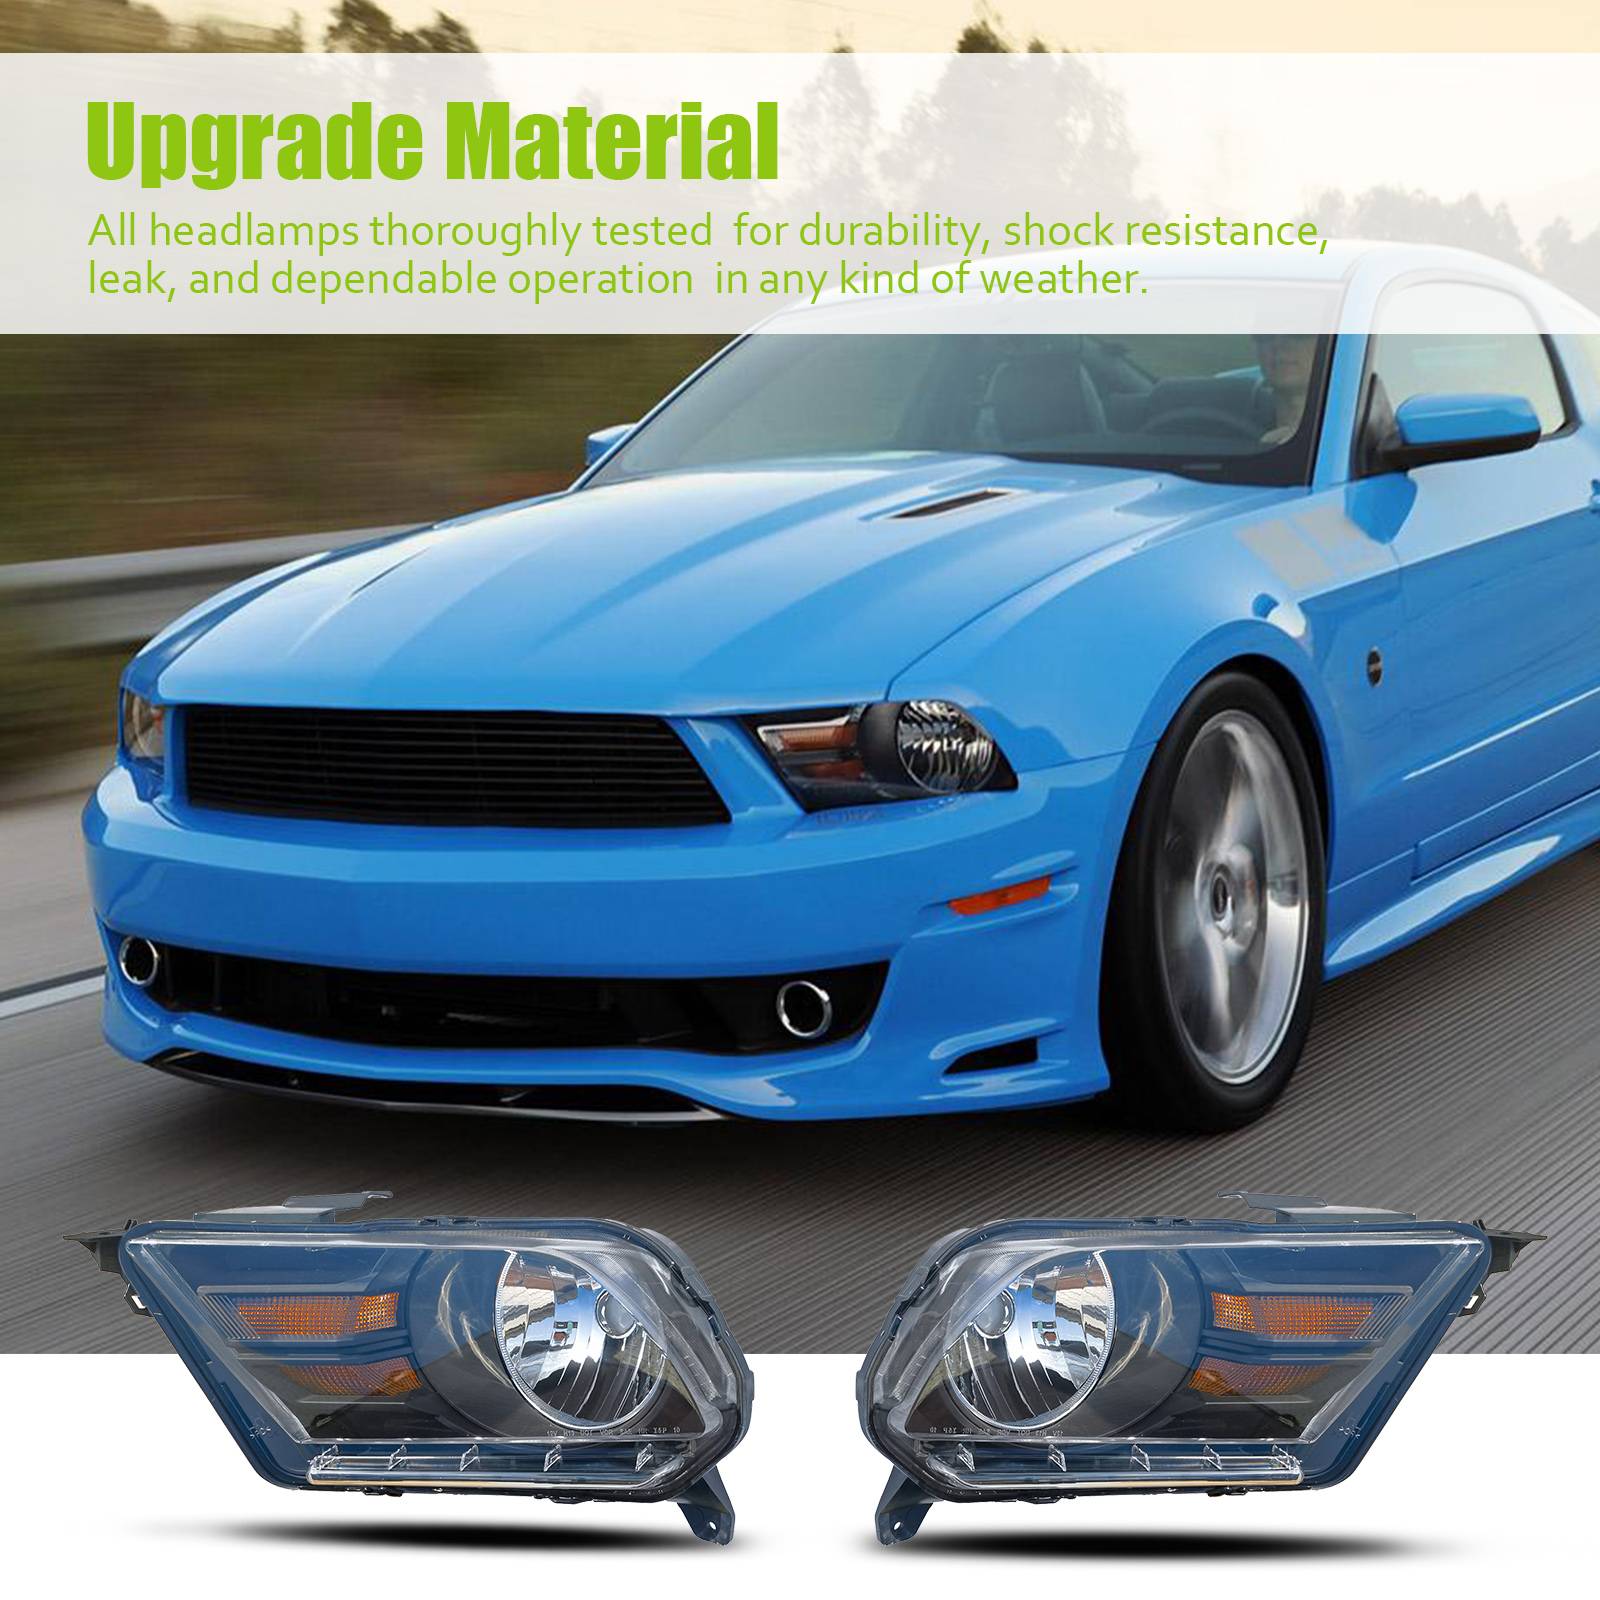 Upgrade Material
All headlamps thoroughly tested for durability, shock resistance,
leak, and dependable operation in any kind of weather.